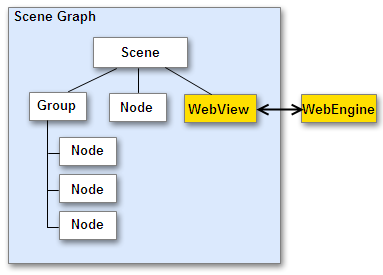 Scene Graph
Scene
Group
Node
WebView
WebEngine
Node
Node
Node